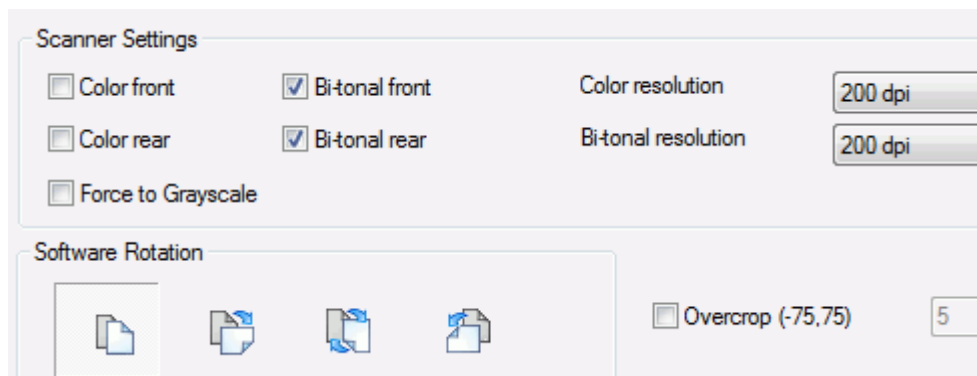 Scanner Settings
Color front Bi-tonal front Color resolution 200 dpi
Color rear Bi-tonal rear Bi-tonal resolution 200 dpi
Force to Grayscale
Software Rotation
Overcrop (-75,75) 5